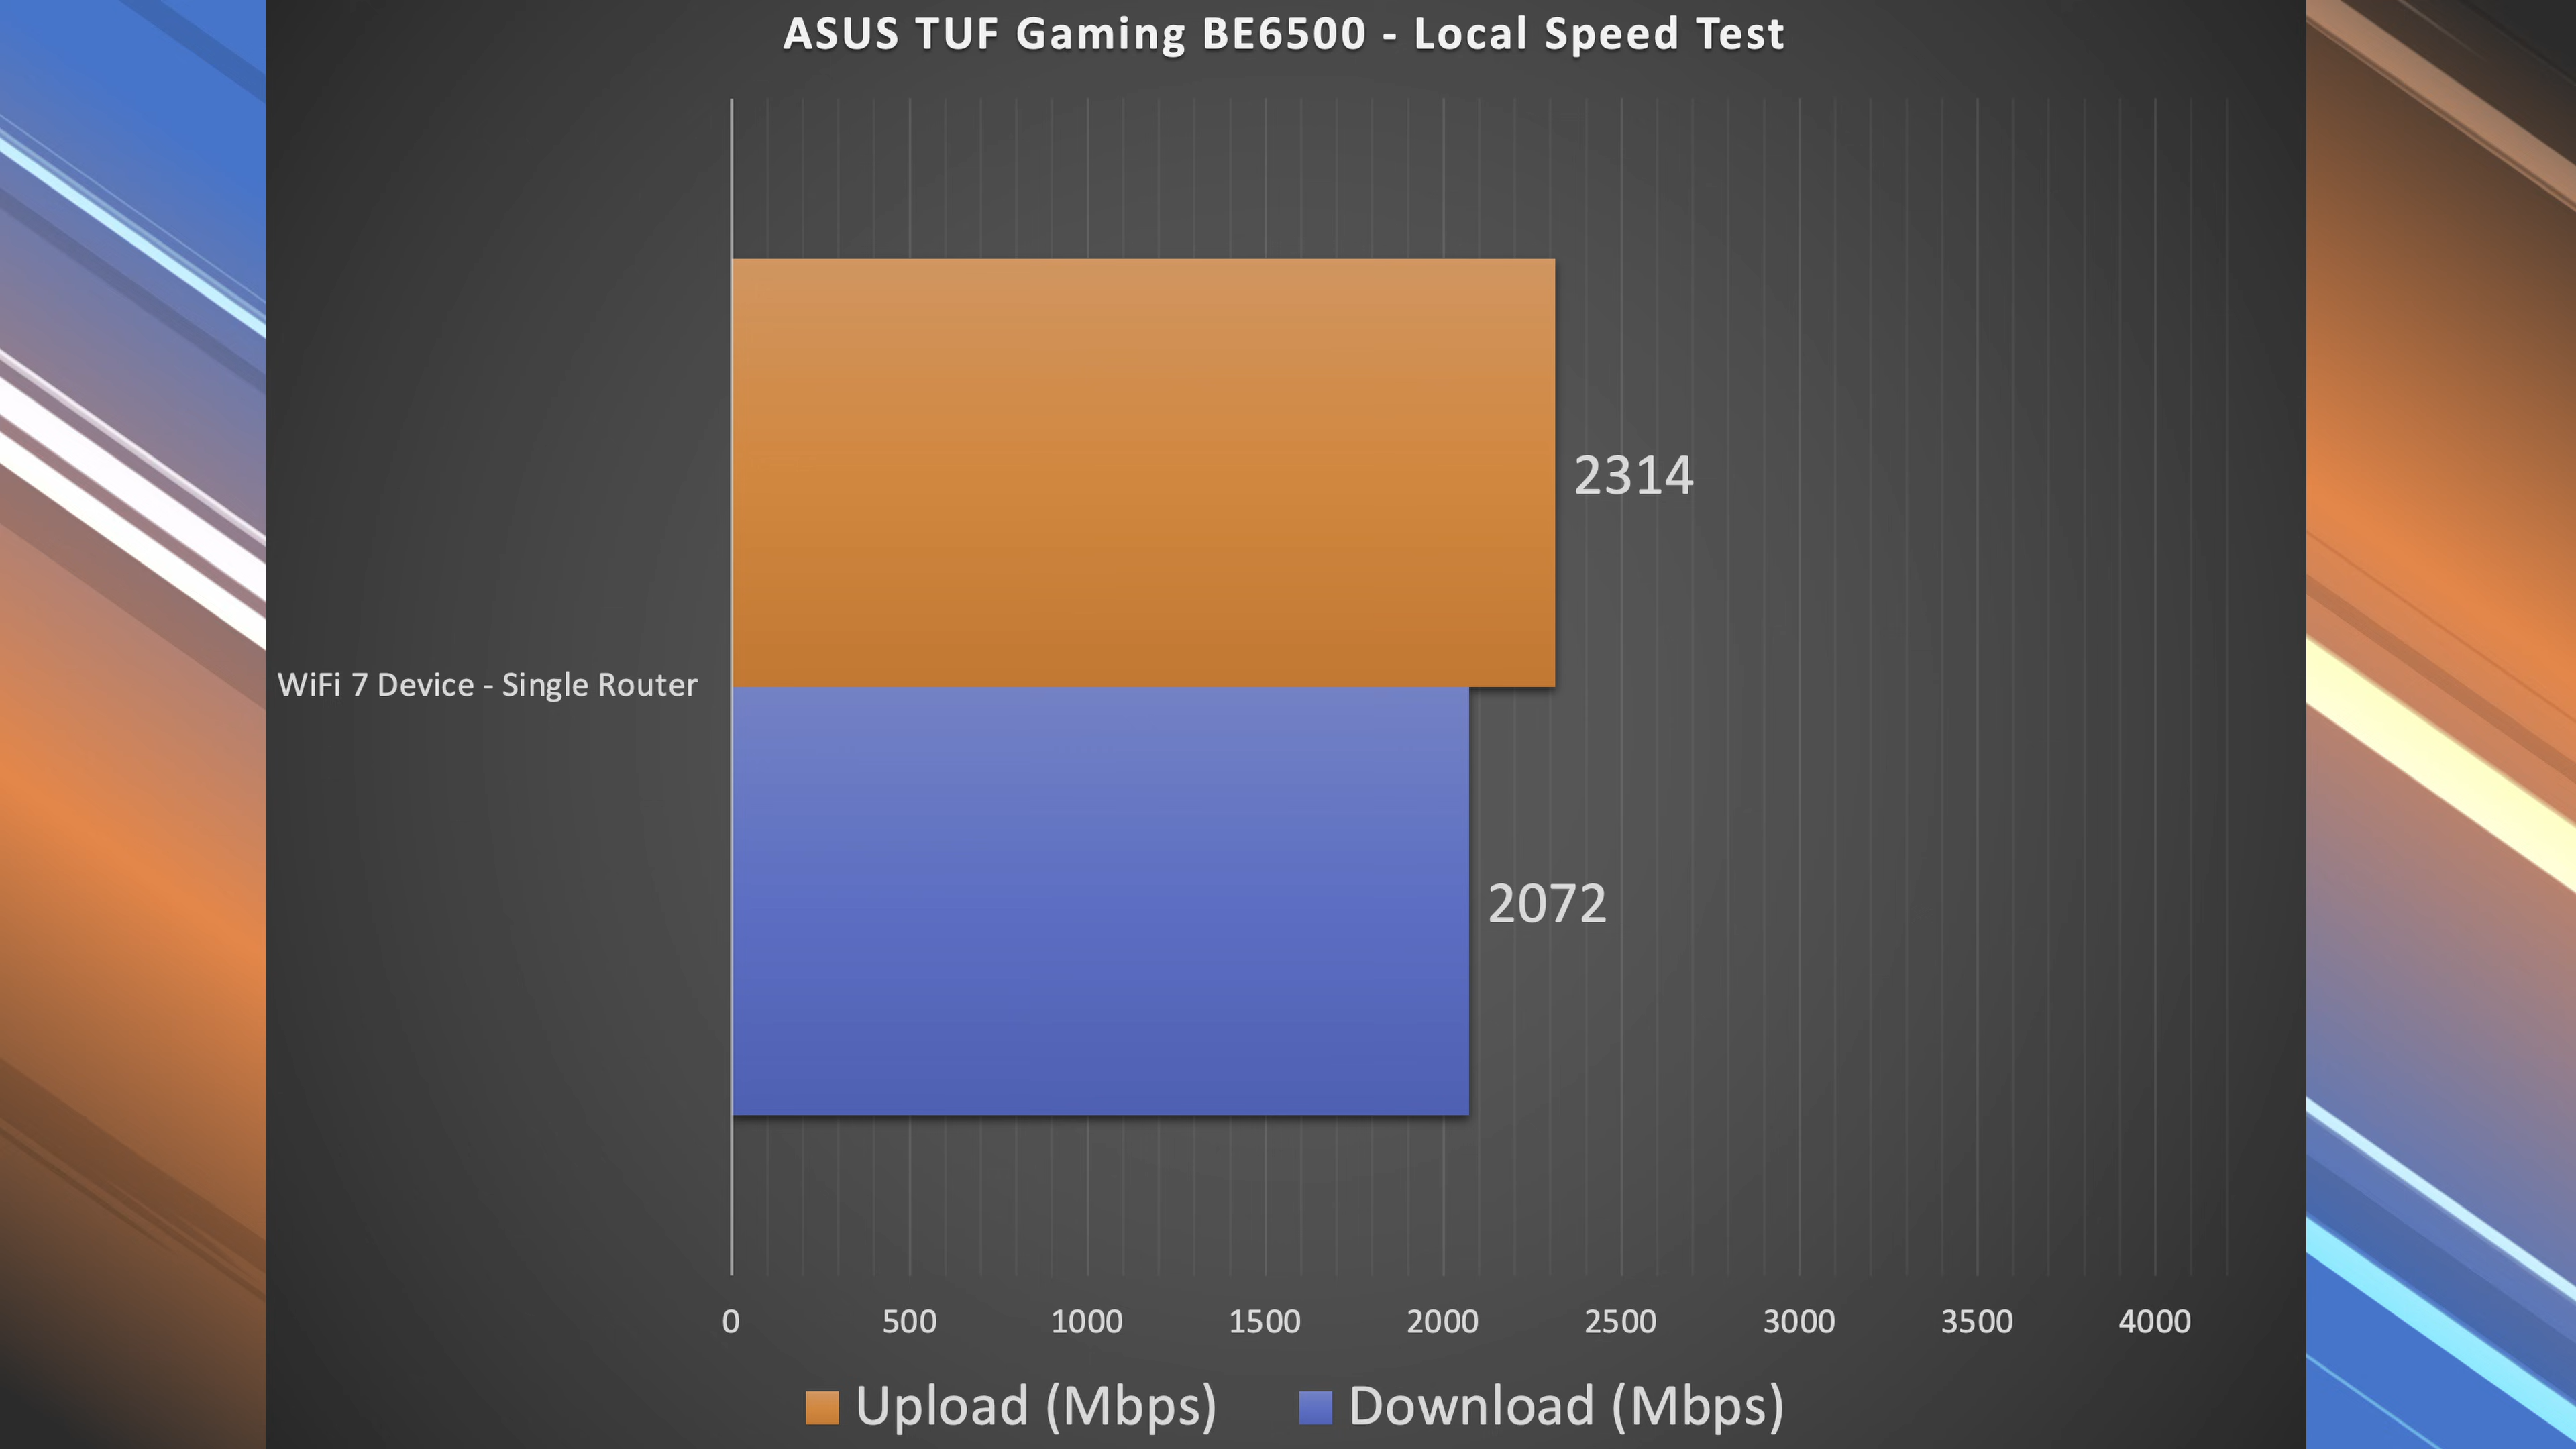 ASUS TUF Gaming BE6500 - Local Speed Test
2314
WiFi 7 Device - Single Router
2072
0 500 1000 1500 2000 2500 3000 3500 4000
Upload (Mbps) Download (Mbps)